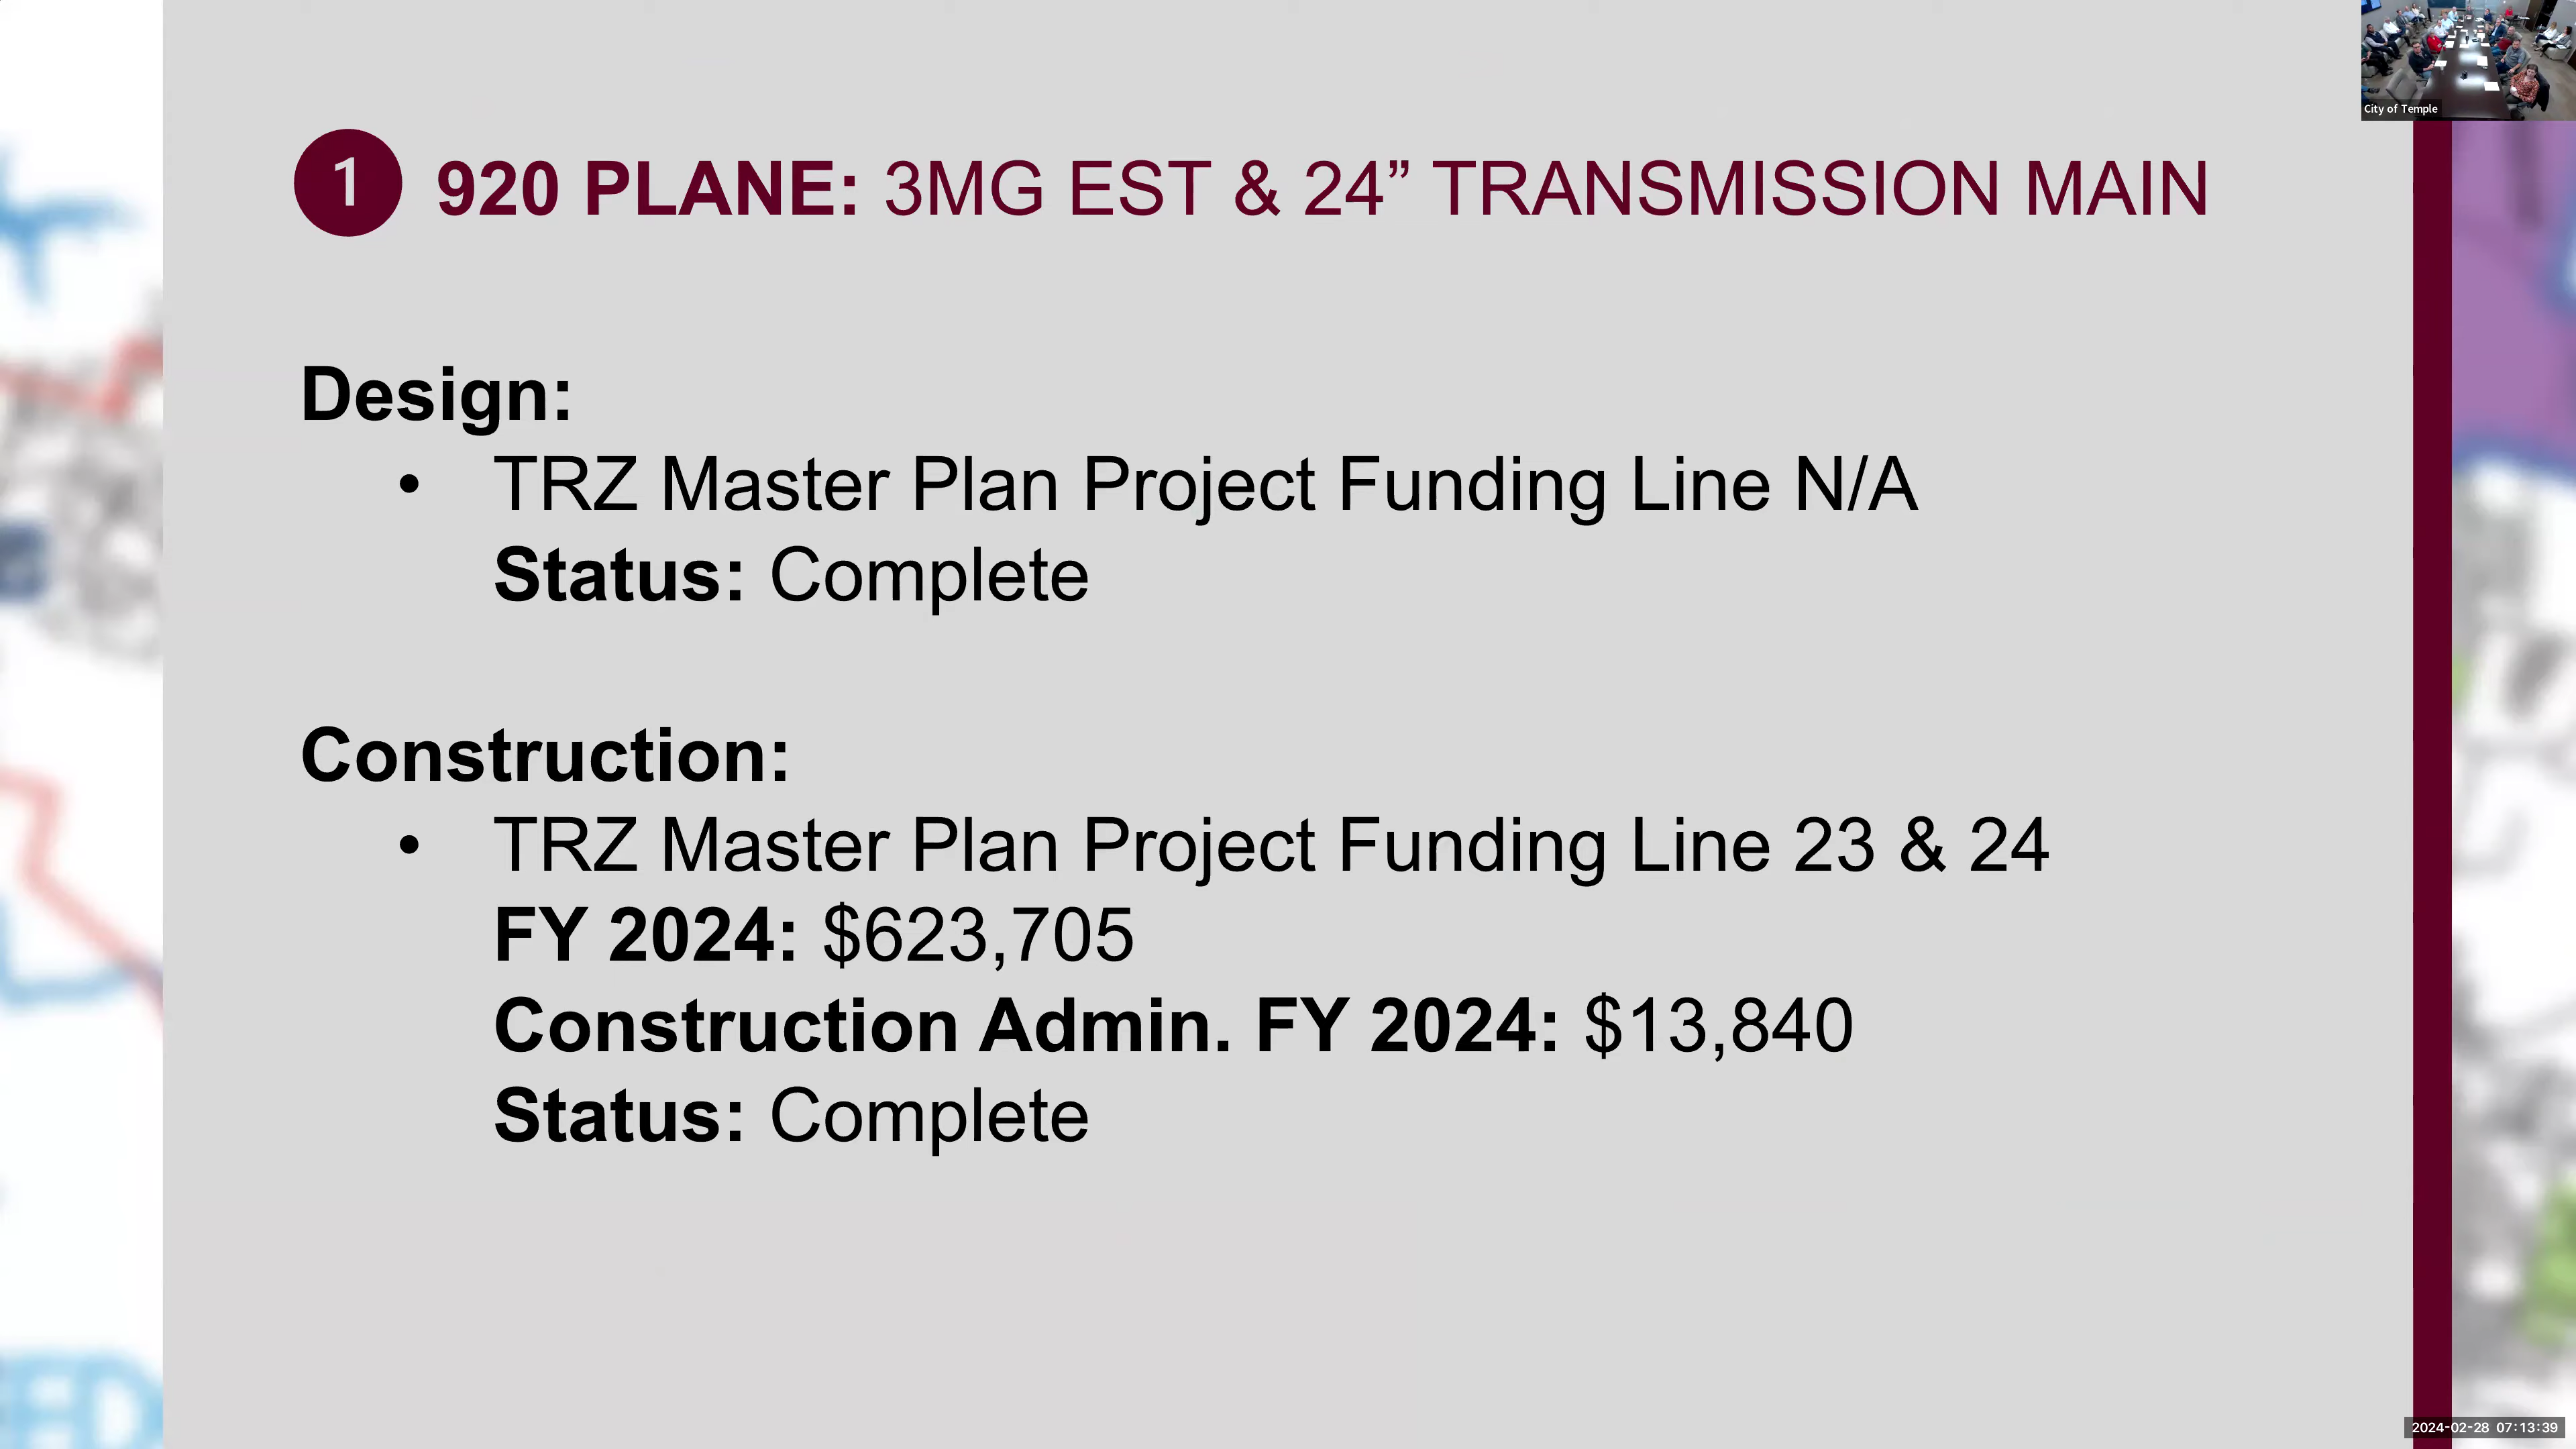 City of Temple
1 920 PLANE: 3MG EST & 24” TRANSMISSION MAIN
Design:
• TRZ Master Plan Project Funding Line N/A
Status: Complete
Construction:
• TRZ Master Plan Project Funding Line 23 & 24
FY 2024: $623,705
Construction Admin. FY 2024: $13,840
Status: Complete
ED
2024-02-28 07:13:39